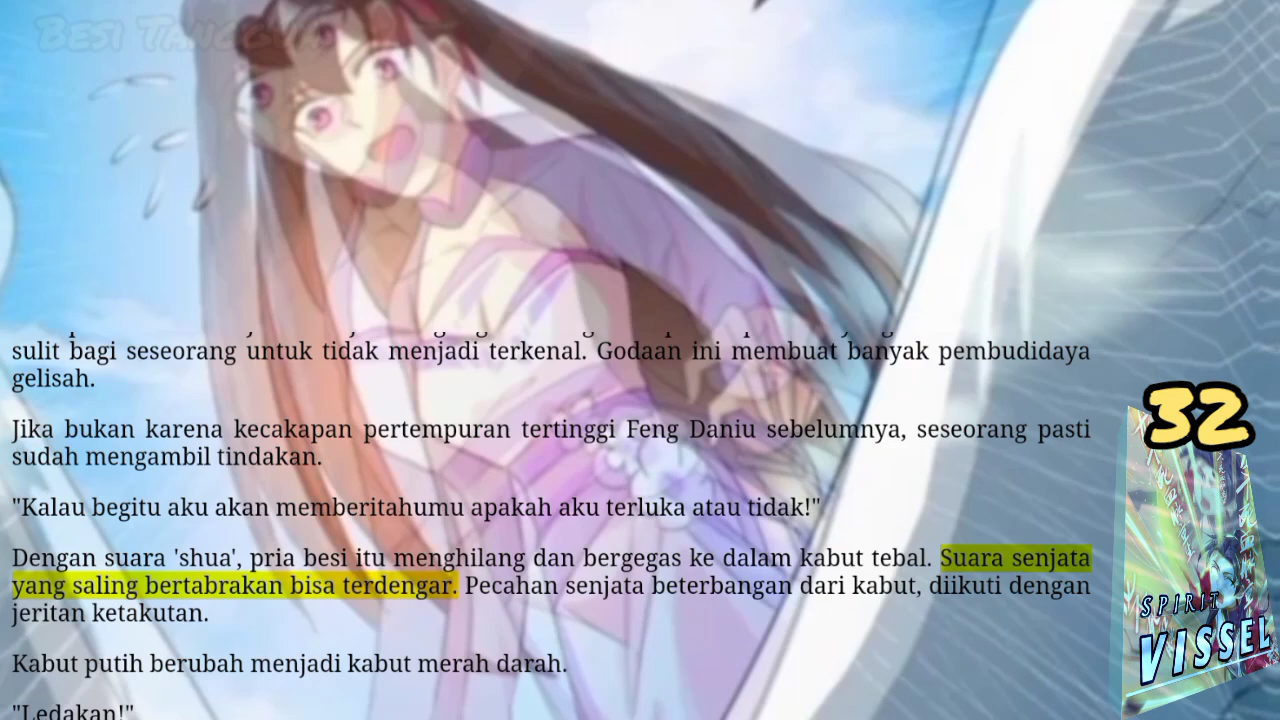 BESI TANGGUH
sulit bagi seseorang untuk tidak menjadi terkenal. Godaan ini membuat banyak pembudidaya
gelisah.
Jika bukan karena kecakapan pertempuran tertinggi Feng Daniu sebelumnya, seseorang pasti
sudah mengambil tindakan.
"Kalau begitu aku akan memberitahumu apakah aku terluka atau tidak!"
Dengan suara 'shua', pria besi itu menghilang dan bergegas ke dalam kabut tebal. Suara senjata
yang saling bertabrakan bisa terdengar. Pecahan senjata beterbangan dari kabut, diikuti dengan
jeritan ketakutan.
Kabut putih berubah menjadi kabut merah darah.
"Ledakan!"
32
SPIRIT
VISSEL